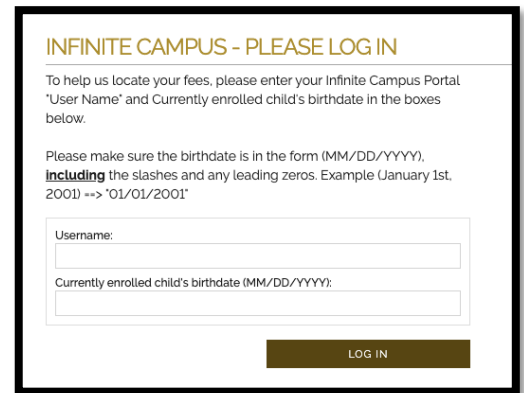 INFINITE CAMPUS - PLEASE LOG IN
To help us locate your fees, please enter your Infinite Campus Portal
"User Name" and Currently enrolled child's birthdate in the boxes
below.
Please make sure the birthdate is in the form (MM/DD/YYYY),
including the slashes and any leading zeros. Example (January 1st,
2001) ==> "01/01/2001"
Username:
Currently enrolled child's birthdate (MM/DD/YYYY):
LOG IN